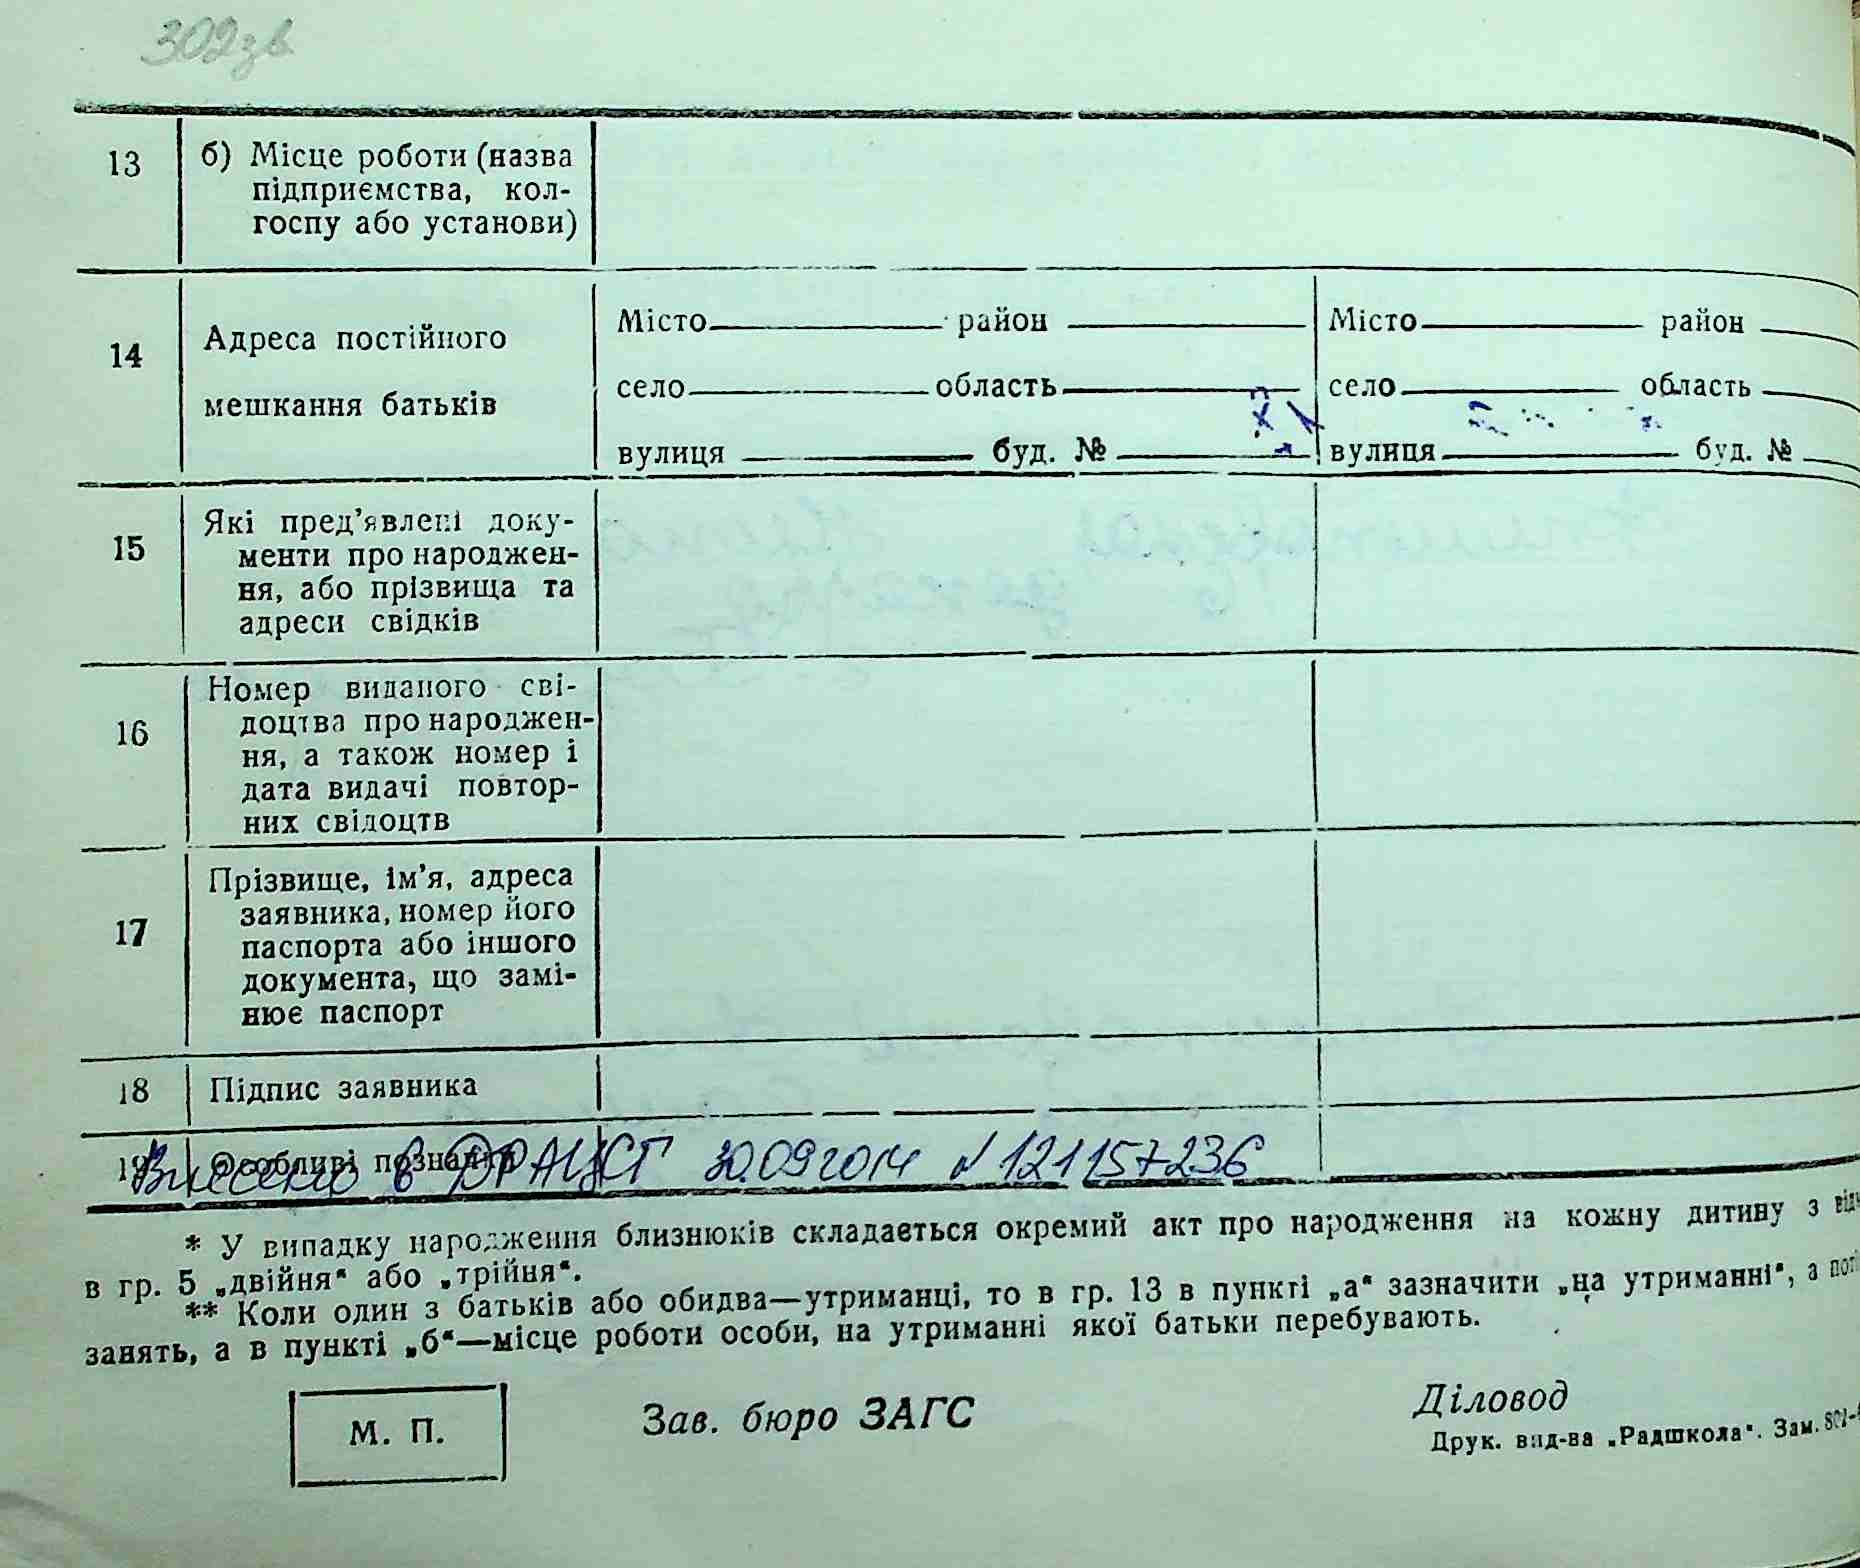 302зв
13
б) Місце роботи (назва
підприємства, кол-
госпу або установи)
14
Адреса постійного
мешкання батьків
Місто район
село область
вулиця буд. №
Місто район
село область
вулиця буд. №
15
Які пред’явлені доку-
менти про народжен-
ня, або прізвища та
адреси свідків
16
Номер виданого сві-
доцтва про народжен-
ня, а також номер і
дата видачі повтор-
них свідоцтв
17
Прізвище, ім’я, адреса
заявника, номер його
паспорта або іншого
документа, що замі-
нює паспорт
18
Підпис заявника
19
Особливі познački
Внесено в ДРАЦСГ 30.09.2014 № 121157236
* У випадку народження близнюків складається окремий акт про народження на кожну дитину з
в гр. 5 „двійня“ або „трійня“.
** Коли один з батьків або обидва—утриманці, то в гр. 13 в пункті „а“ зазначити „на утриманні“, а
занять, а в пункті „б“—місце роботи особи, на утриманні якої батьки перебувають.
М. П.
Зав. бюро ЗАГС
Діловод
Друк. вид-ва „Радшкола“. Зам.